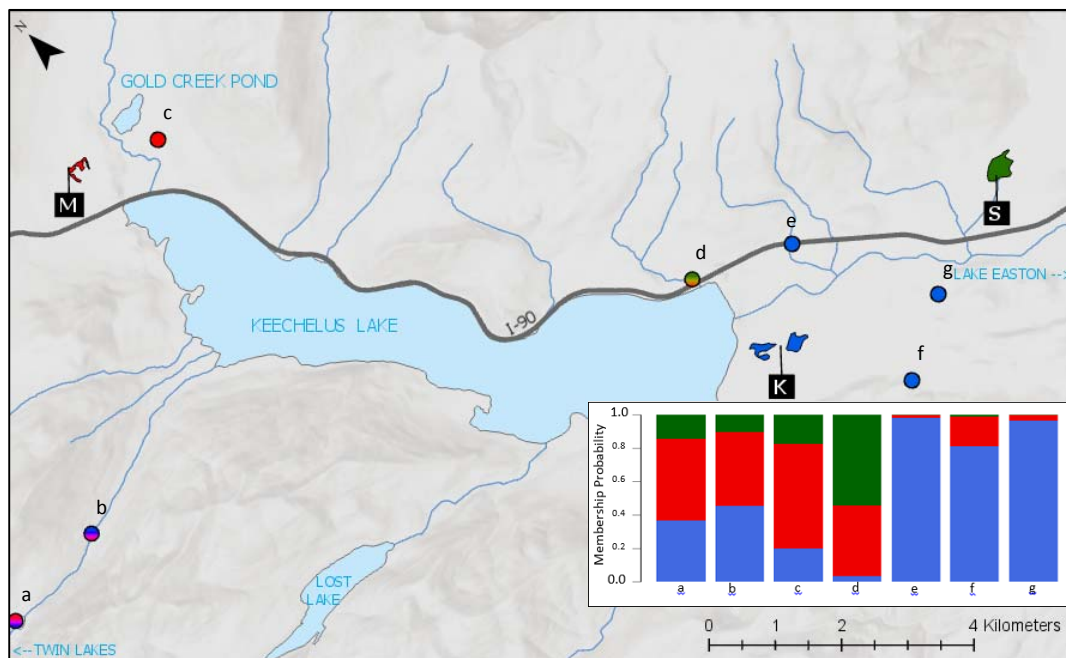 N
GOLD CREEK POND
c
M
S
e
d
g
LAKE EASTON -->
I-90
KEECHELUS LAKE
f
K
b
LOST
LAKE
a
<--TWIN LAKES
Membership Probability
1.0
0.8
0.6
0.4
0.2
0.0
a b c d e f g
0 1 2 4 Kilometers